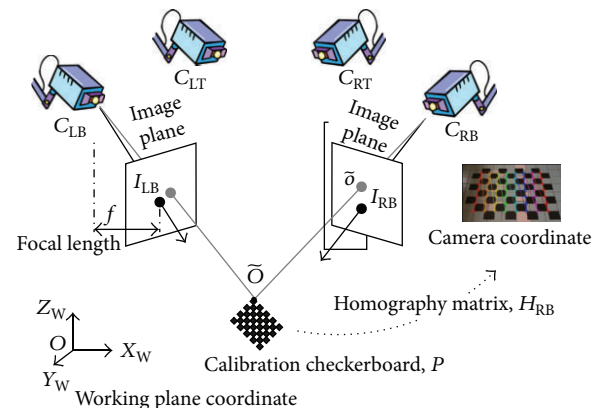 C_LT
C_RT
C_LB
C_RB
Image
plane
Image
plane
I_LB
õ
I_RB
f
Focal length
Camera coordinate
Õ
Homography matrix, H_RB
Z_W
O
X_W
Y_W
Calibration checkerboard, P
Working plane coordinate